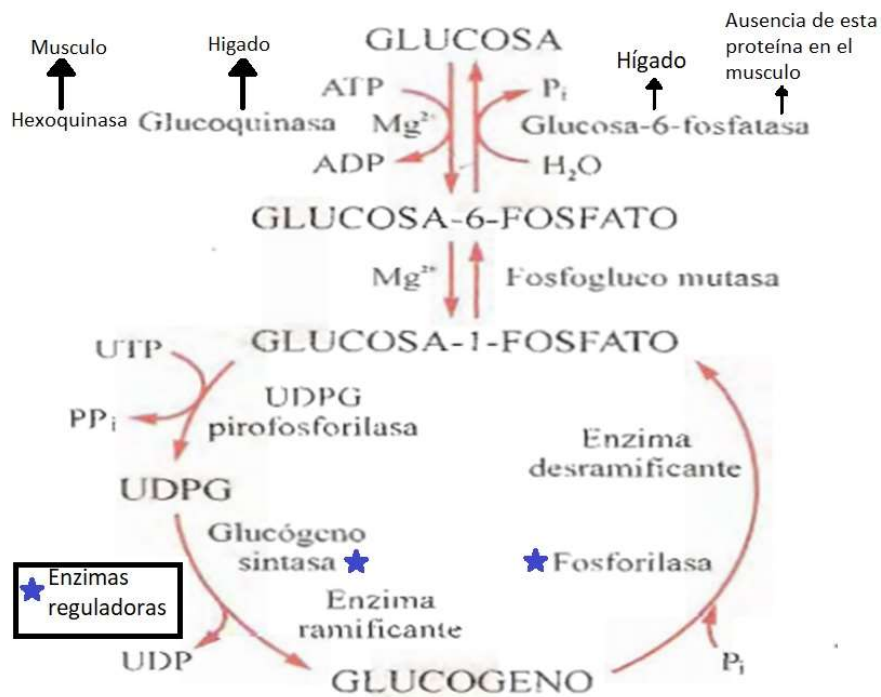 Musculo
Higado
GLUCOSA
Ausencia de esta
proteína en el
musculo
Hígado
Hexoquinasa
Glucoquinasa
ATP
Mg²⁺
ADP
Pi
Glucosa-6-fosfatasa
H₂O
GLUCOSA-6-FOSFATO
Mg²⁺
Fosfogluco mutasa
GLUCOSA-1-FOSFATO
UTP
PPi
UDPG
pirofosforilasa
UDPG
Enzima
desramificante
Glucógeno
sintasa
Fosforilasa
Enzimas
reguladoras
Enzima
ramificante
UDP
GLUCOGENO
Pi